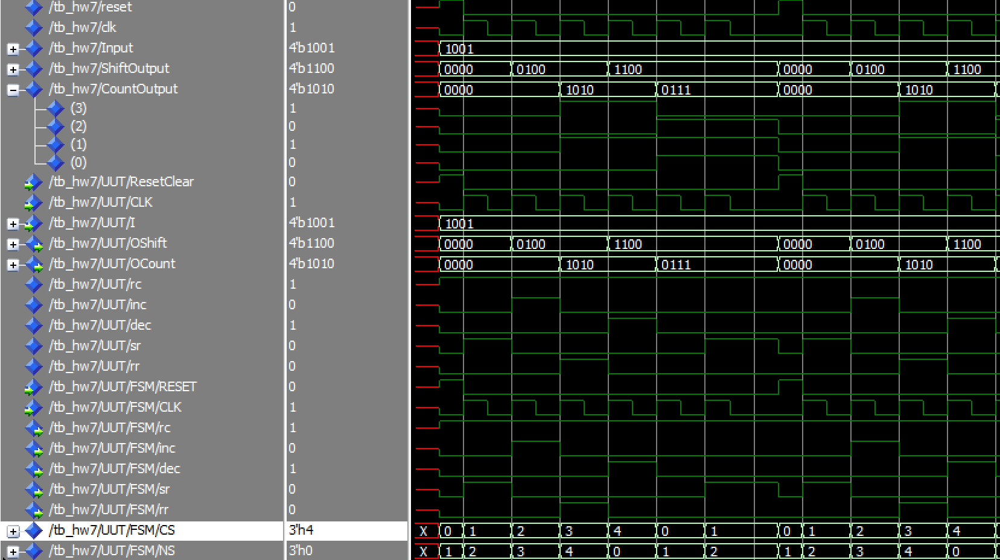 /tb_hw7/reset 0
/tb_hw7/clk 1
/tb_hw7/Input 4'b1001 1001
/tb_hw7/ShiftOutput 4'b1100 0000 0100 1100 0000 0100 1100
/tb_hw7/CountOutput 4'b1010 0000 1010 0111 0000 1010
(3) 1
(2) 0
(1) 1
(0) 0
/tb_hw7/UUT/ResetClear 0
/tb_hw7/UUT/CLK 1
/tb_hw7/UUT/I 4'b1001 1001
/tb_hw7/UUT/OShift 4'b1100 0000 0100 1100 0000 0100 1100
/tb_hw7/UUT/OCount 4'b1010 0000 1010 0111 0000 1010
/tb_hw7/UUT/rc 1
/tb_hw7/UUT/inc 0
/tb_hw7/UUT/dec 1
/tb_hw7/UUT/sr 0
/tb_hw7/UUT/rr 0
/tb_hw7/UUT/FSM/RESET 0
/tb_hw7/UUT/FSM/CLK 1
/tb_hw7/UUT/FSM/rc 1
/tb_hw7/UUT/FSM/inc 0
/tb_hw7/UUT/FSM/dec 1
/tb_hw7/UUT/FSM/sr 0
/tb_hw7/UUT/FSM/rr 0
/tb_hw7/UUT/FSM/CS 3'h4 X 0 1 2 3 4 0 1 0 1 2 3 4
/tb_hw7/UUT/FSM/NS 3'h0 X 1 2 3 4 0 1 2 1 2 3 4 0